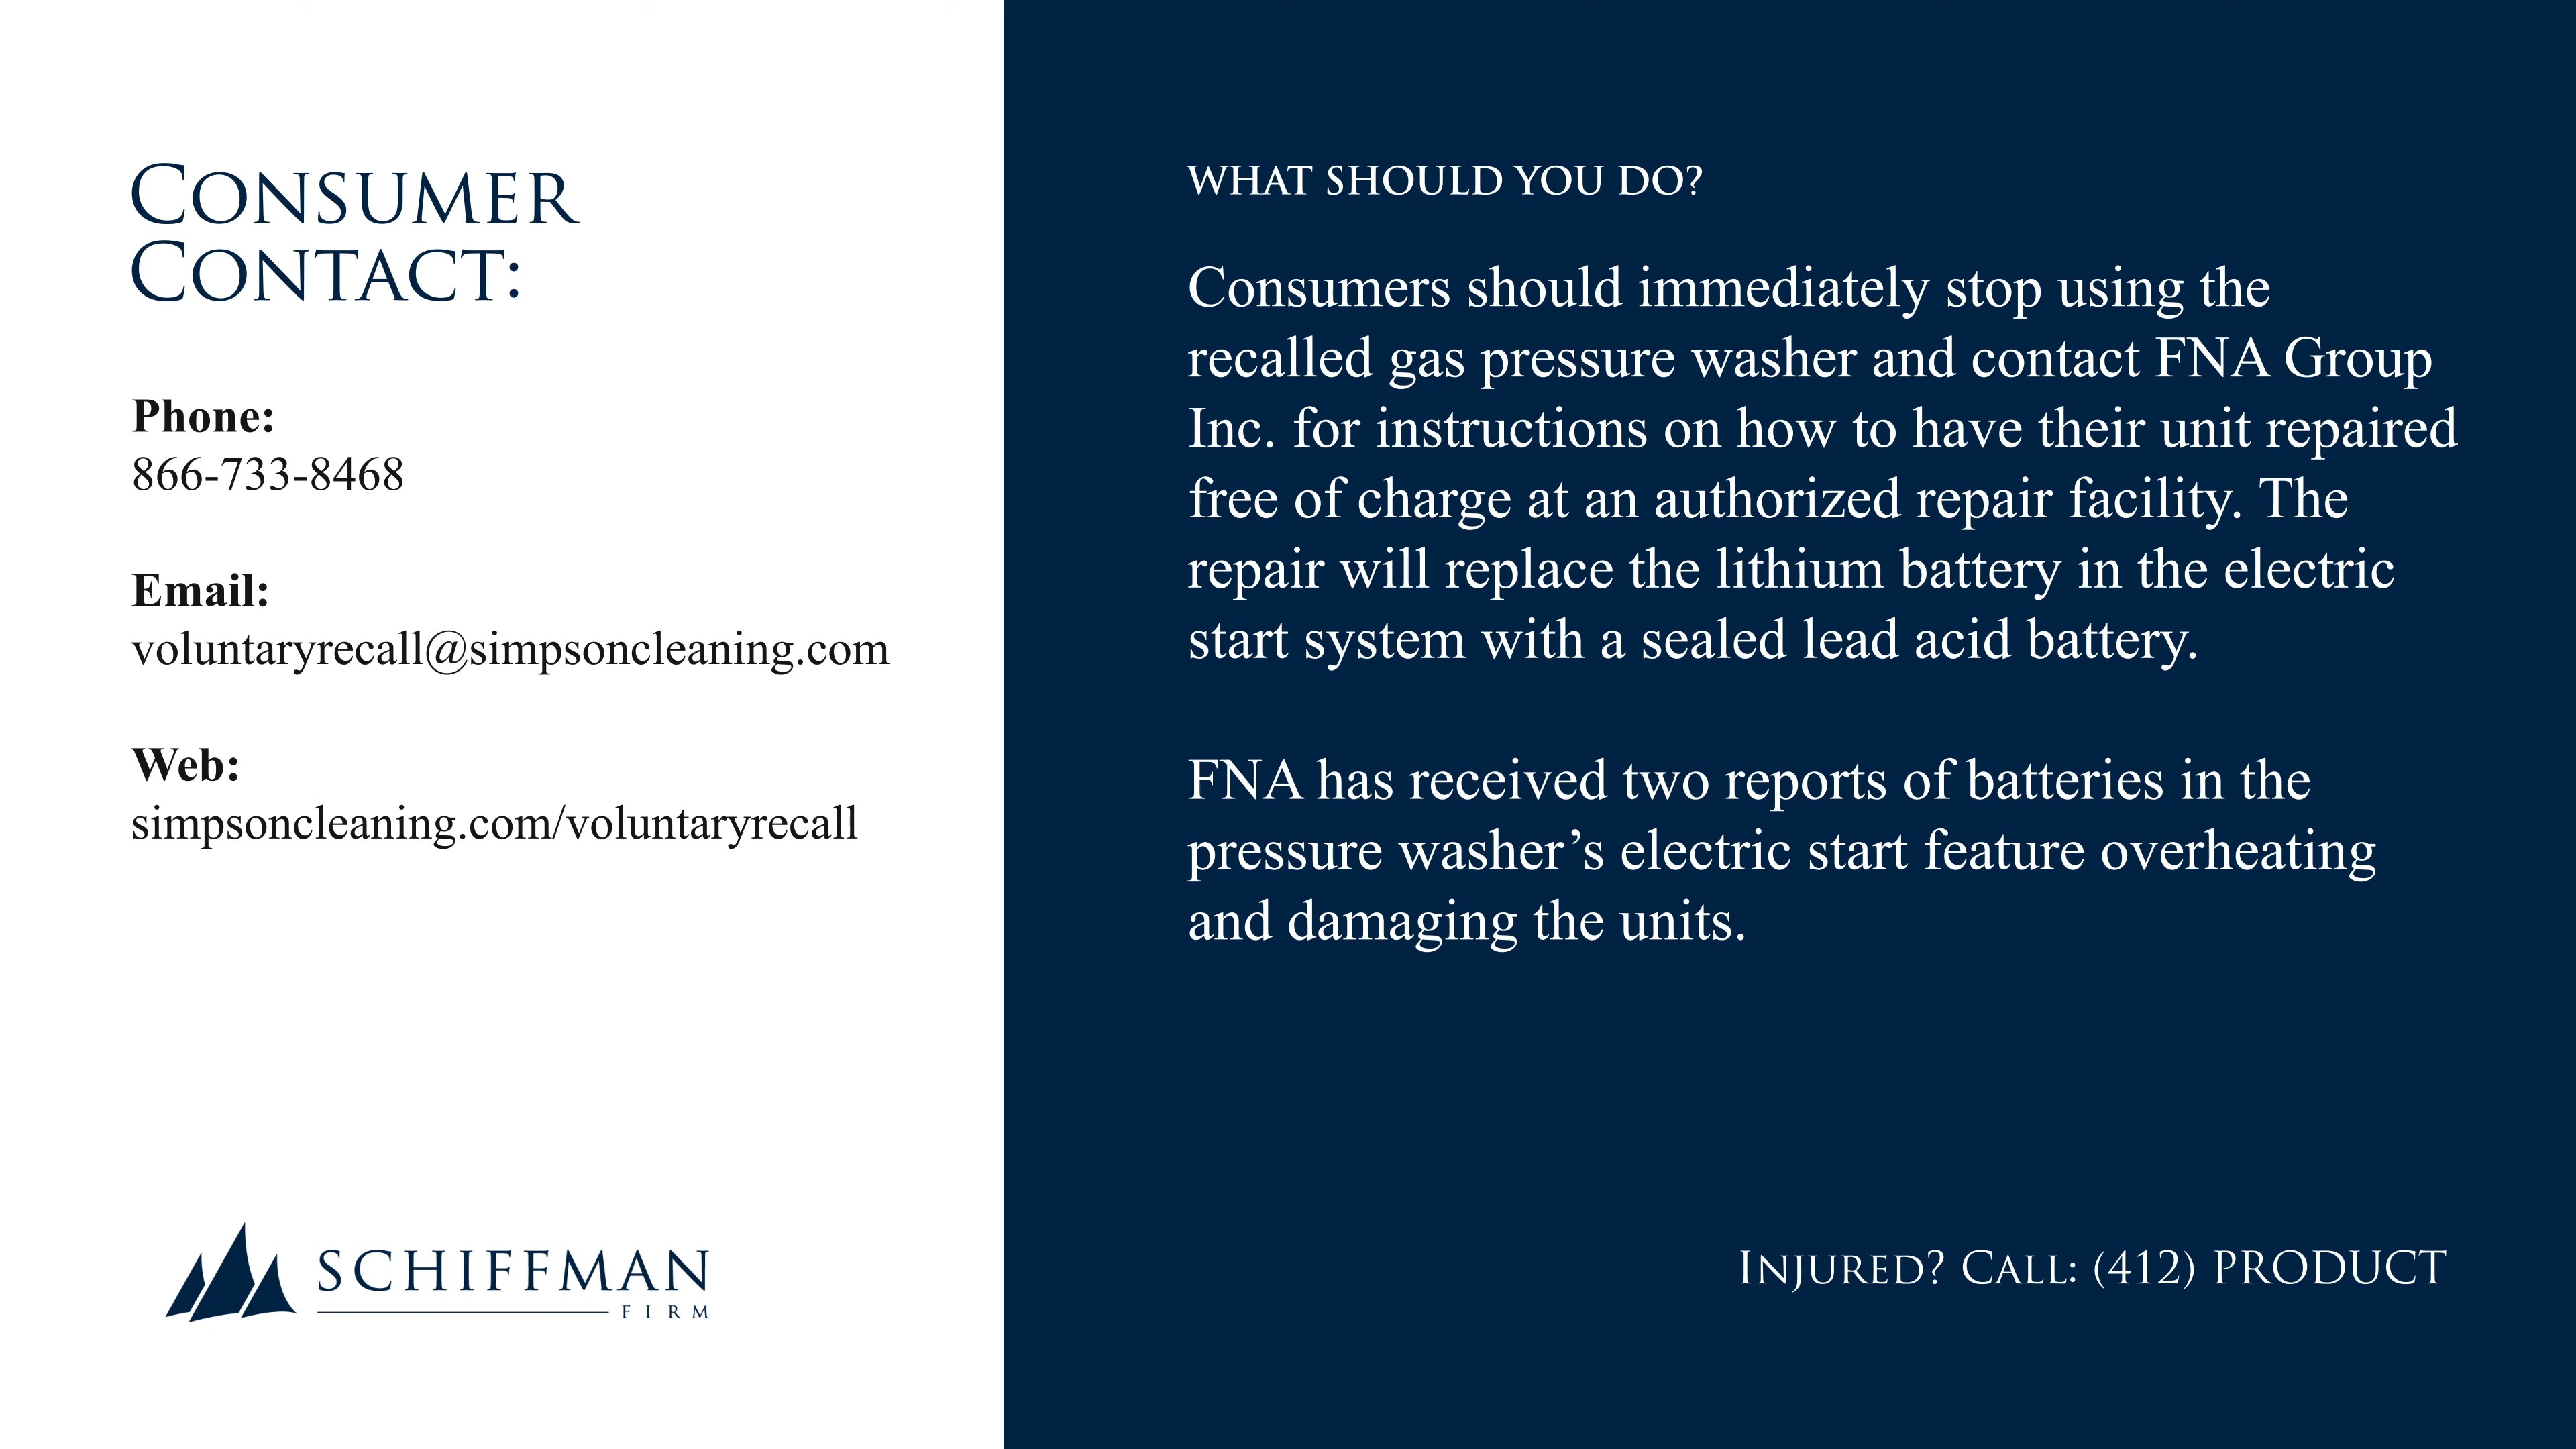 CONSUMER
CONTACT:
Phone:
866-733-8468
Email:
voluntaryrecall@simpsoncleaning.com
Web:
simpsoncleaning.com/voluntaryrecall
SCHIFFMAN
FIRM
WHAT SHOULD YOU DO?
Consumers should immediately stop using the
recalled gas pressure washer and contact FNA Group
Inc. for instructions on how to have their unit repaired
free of charge at an authorized repair facility. The
repair will replace the lithium battery in the electric
start system with a sealed lead acid battery.
FNA has received two reports of batteries in the
pressure washer’s electric start feature overheating
and damaging the units.
INJURED? CALL: (412) PRODUCT